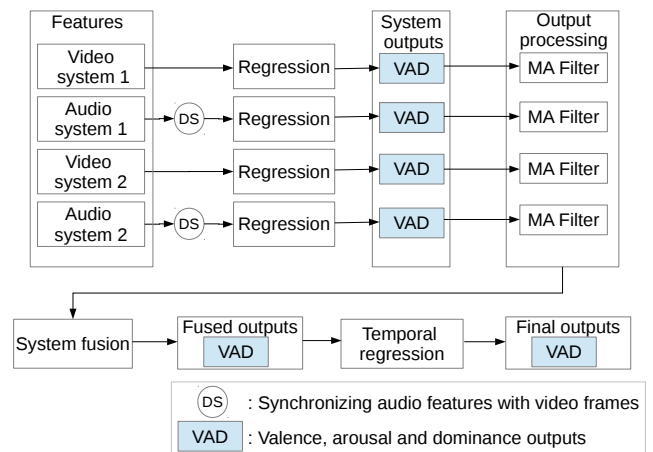 Features
System outputs
Output processing
Video system 1
Regression
VAD
MA Filter
Audio system 1
DS
Regression
VAD
MA Filter
Video system 2
Regression
VAD
MA Filter
Audio system 2
DS
Regression
VAD
MA Filter
System fusion
Fused outputs
VAD
Temporal regression
Final outputs
VAD
DS : Synchronizing audio features with video frames
VAD : Valence, arousal and dominance outputs